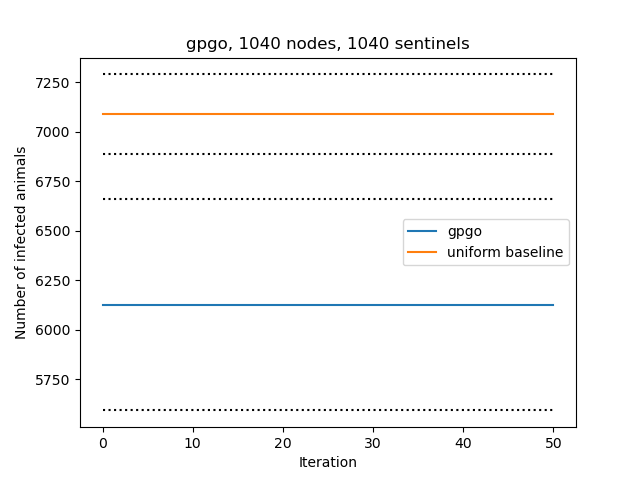 gpgo, 1040 nodes, 1040 sentinels
7250
7000
6750
6500
6250
6000
5750
Number of infected animals
gpgo
uniform baseline
0 10 20 30 40 50
Iteration